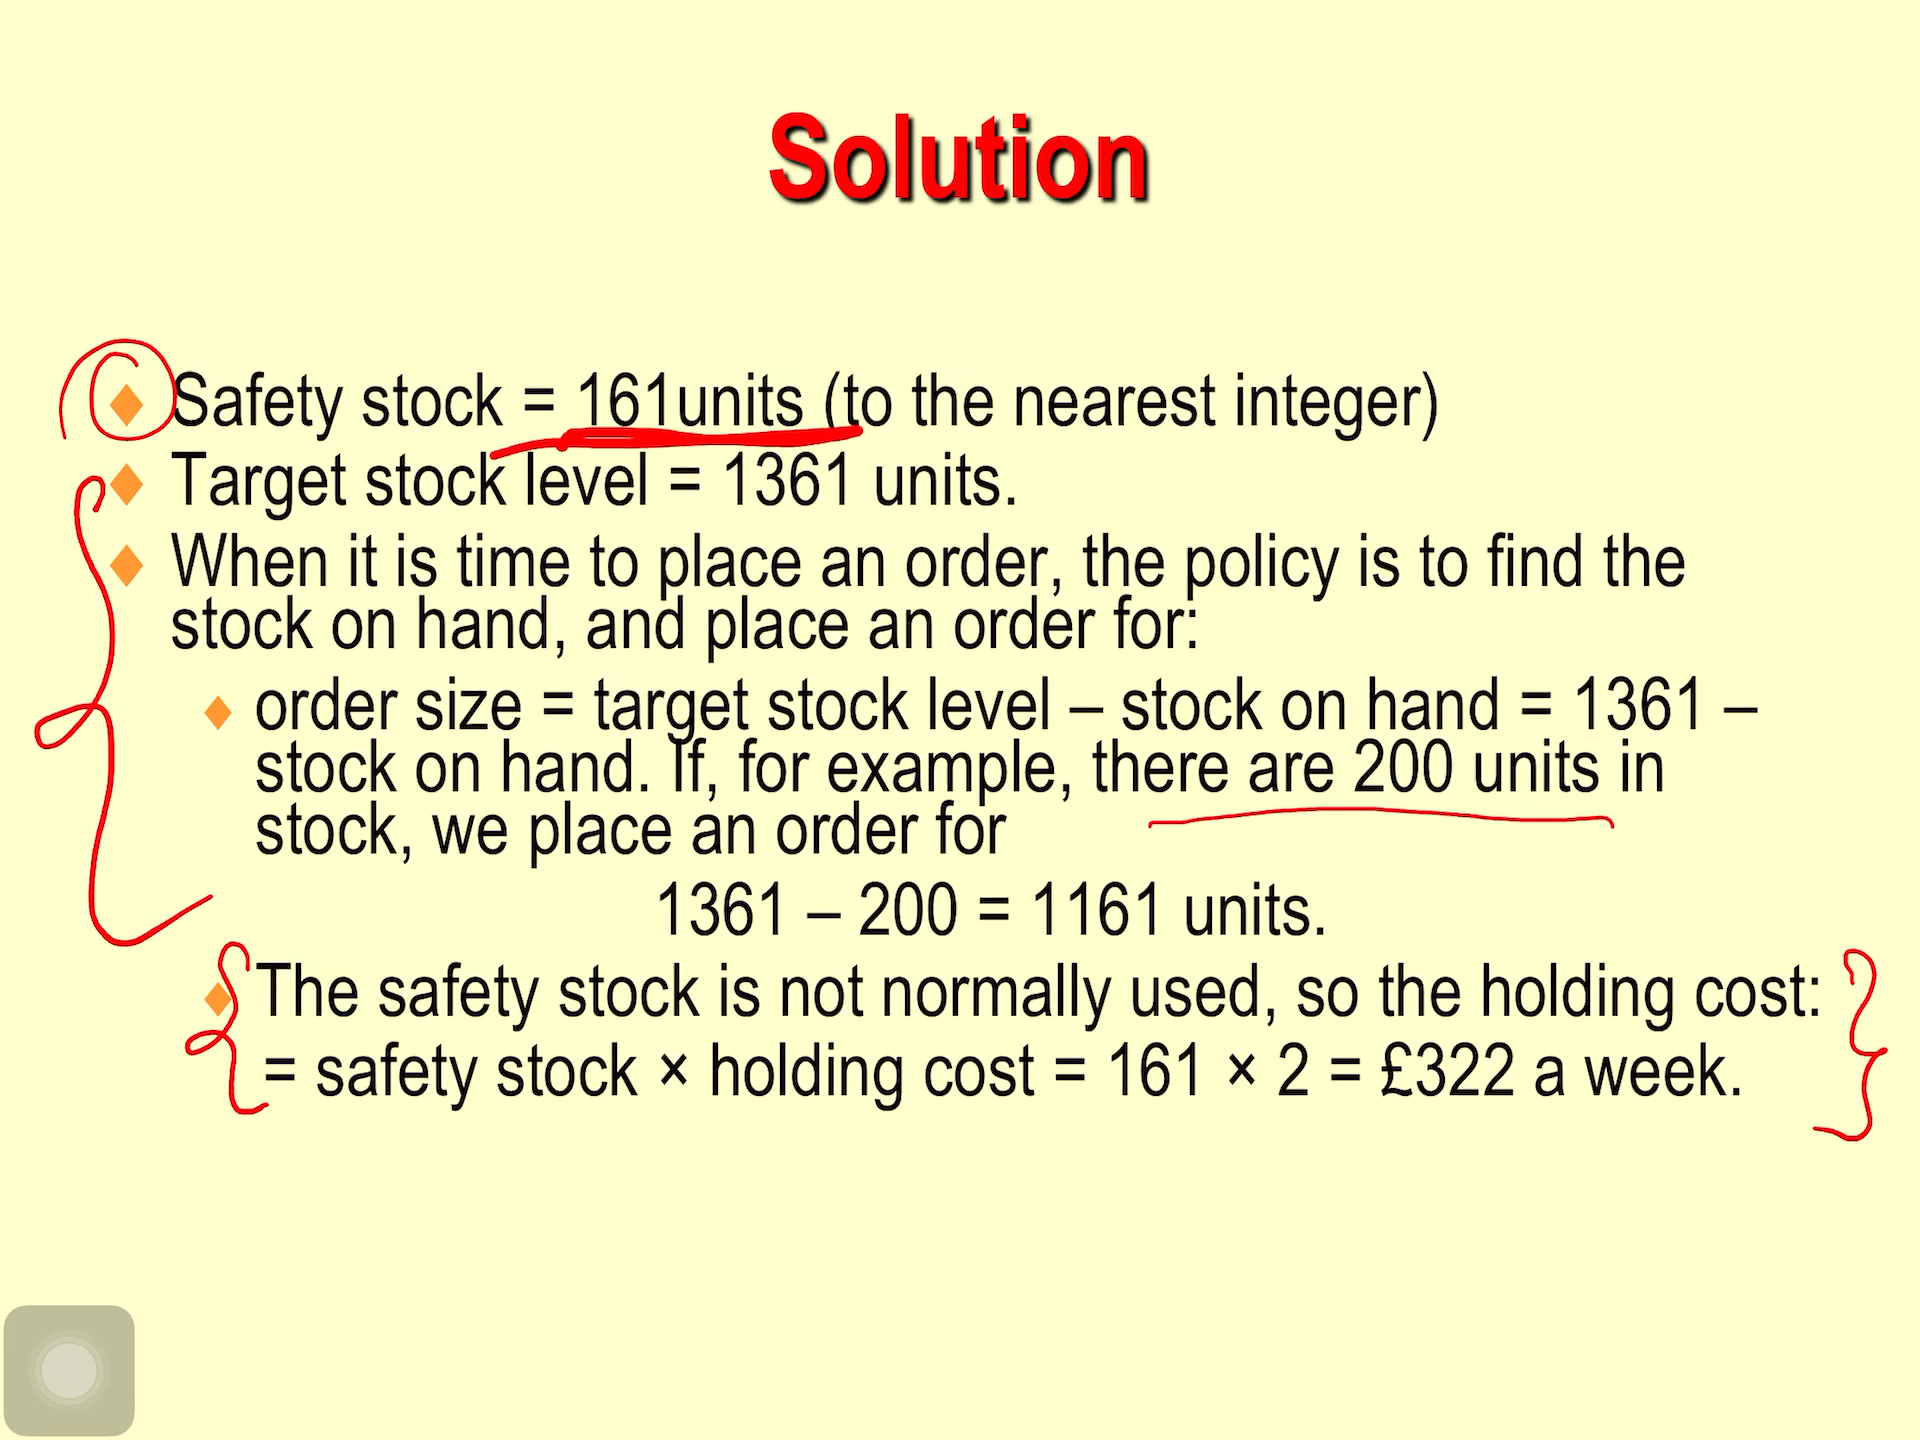 Solution
Safety stock = 161units (to the nearest integer)
Target stock level = 1361 units.
When it is time to place an order, the policy is to find the
stock on hand, and place an order for:
order size = target stock level – stock on hand = 1361 –
stock on hand. If, for example, there are 200 units in
stock, we place an order for
1361 – 200 = 1161 units.
The safety stock is not normally used, so the holding cost:
= safety stock × holding cost = 161 × 2 = £322 a week.